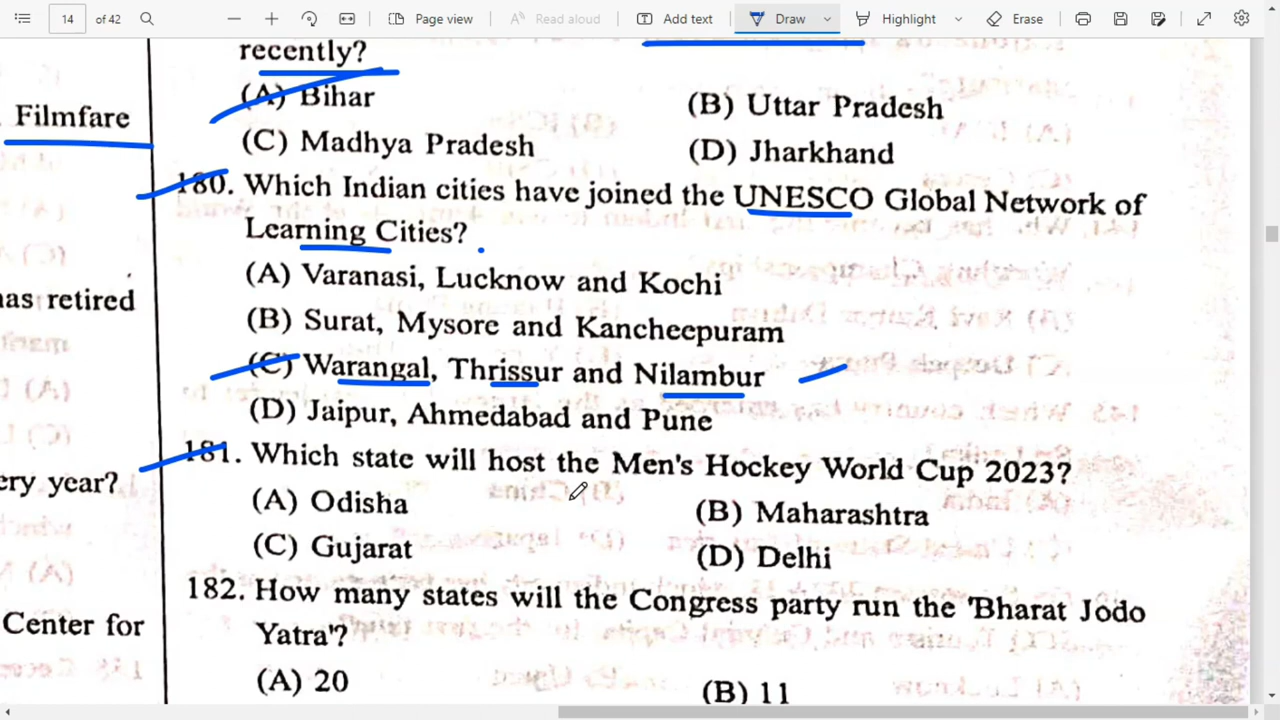 14 of 42 Page view Read aloud Add text Draw Highlight Erase
Filmfare
has retired
ery year?
Center for
recently?
(A) Bihar (B) Uttar Pradesh
(C) Madhya Pradesh (D) Jharkhand
180. Which Indian cities have joined the UNESCO Global Network of
Learning Cities?
(A) Varanasi, Lucknow and Kochi
(B) Surat, Mysore and Kancheepuram
(C) Warangal, Thrissur and Nilambur
(D) Jaipur, Ahmedabad and Pune
181. Which state will host the Men's Hockey World Cup 2023?
(A) Odisha (B) Maharashtra
(C) Gujarat (D) Delhi
182. How many states will the Congress party run the 'Bharat Jodo
Yatra'?
(A) 20 (B) 11